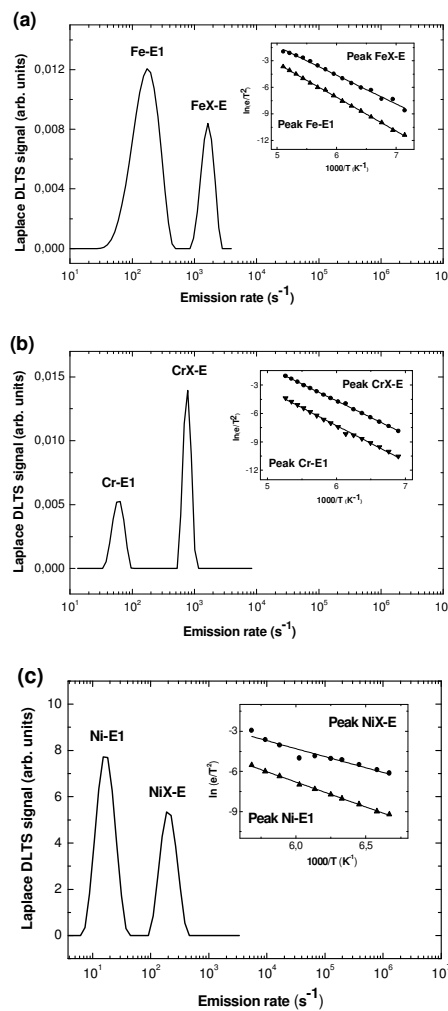 (a)
Laplace DLTS signal (arb. units)
0,012
0,008
0,004
0,000
Fe-E1
FeX-E
ln(e/T²)
-3
-6
-9
-12
Peak FeX-E
Peak Fe-E1
5 6 7
1000/T (K⁻¹)
10¹ 10² 10³ 10⁴ 10⁵ 10⁶ 10⁷
Emission rate (s⁻¹)
(b)
Laplace DLTS signal (arb. units)
0,015
0,010
0,005
0,000
Cr-E1
CrX-E
ln(e/T²)
-3
-6
-9
-12
Peak CrX-E
Peak Cr-E1
5 6 7
1000/T (K⁻¹)
10¹ 10² 10³ 10⁴ 10⁵ 10⁶ 10
Emission rate (s⁻¹)
(c)
Laplace DLTS signal (arb. units)
8
6
4
2
0
Ni-E1
NiX-E
ln (e/T²)
-3
-6
-9
Peak NiX-E
Peak Ni-E1
6,0 6,5
1000/T (K⁻¹)
10¹ 10² 10³ 10⁴ 10⁵ 10⁶ 10
Emission rate (s⁻¹)